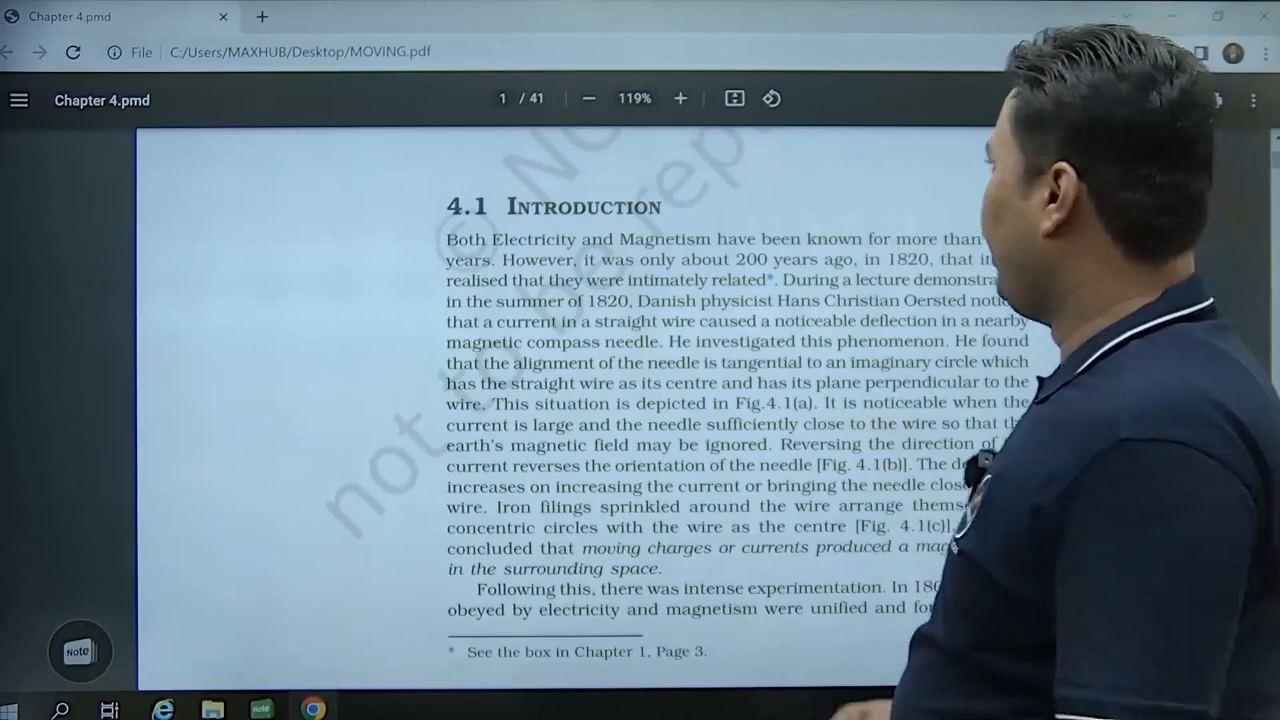 Chapter 4.pmd
File C:/Users/MAXHUB/Desktop/MOVING.pdf
Chapter 4.pmd 1 / 41 119%
4.1 INTRODUCTION
Both Electricity and Magnetism have been known for more than
years. However, it was only about 200 years ago, in 1820, that it
realised that they were intimately related*. During a lecture
in the summer of 1820, Danish physicist Hans Christian Oersted
that a current in a straight wire caused a noticeable deflection in a nearby
magnetic compass needle. He investigated this phenomenon. He found
that the alignment of the needle is tangential to an imaginary circle which
has the straight wire as its centre and has its plane perpendicular to the
wire. This situation is depicted in Fig.4.1(a). It is noticeable when the
current is large and the needle sufficiently close to the wire so that
earth's magnetic field may be ignored. Reversing the direction of
current reverses the orientation of the needle [Fig. 4.1(b)]. The
increases on increasing the current or bringing the needle
wire. Iron filings sprinkled around the wire arrange
concentric circles with the wire as the centre [Fig. 4.1(c)].
concluded that moving charges or currents produced a
in the surrounding space.
Following this, there was intense experimentation. In
obeyed by electricity and magnetism were unified and
* See the box in Chapter 1, Page 3.
not to be
Note
Note